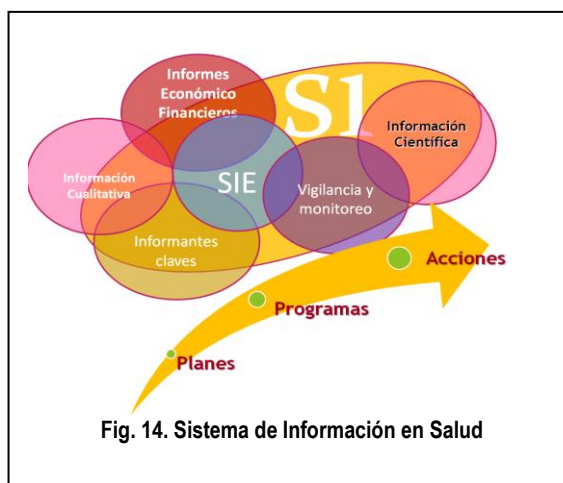 Informes
Económico
Financieros
SI
Información
Científica
Información
Cualitativa
SIE
Vigilancia y
monitoreo
Informantes
claves
Acciones
Programas
Planes
Fig. 14. Sistema de Información en Salud